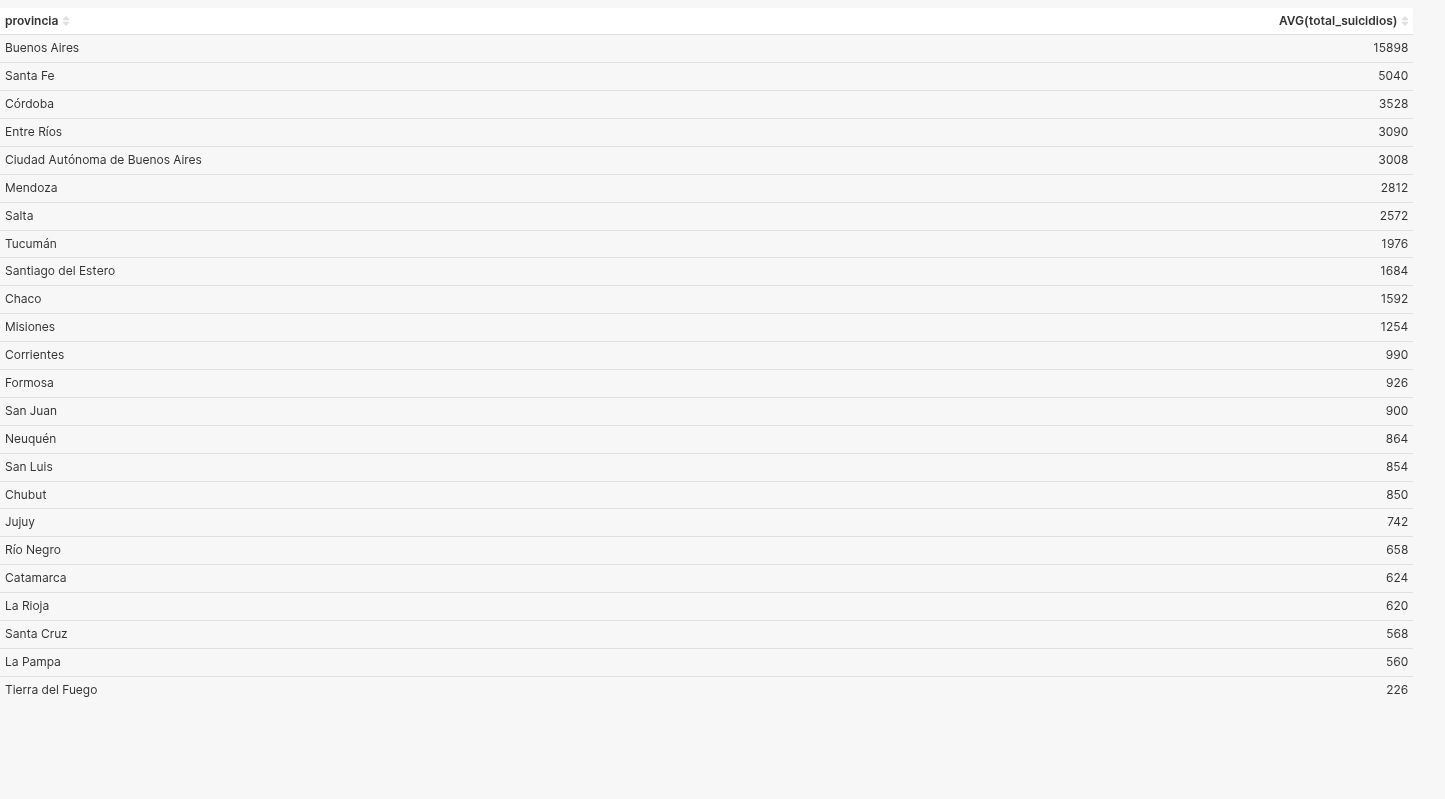 provincia AVG(total_suicidios)
Buenos Aires 15898
Santa Fe 5040
Córdoba 3528
Entre Ríos 3090
Ciudad Autónoma de Buenos Aires 3008
Mendoza 2812
Salta 2572
Tucumán 1976
Santiago del Estero 1684
Chaco 1592
Misiones 1254
Corrientes 990
Formosa 926
San Juan 900
Neuquén 864
San Luis 854
Chubut 850
Jujuy 742
Río Negro 658
Catamarca 624
La Rioja 620
Santa Cruz 568
La Pampa 560
Tierra del Fuego 226